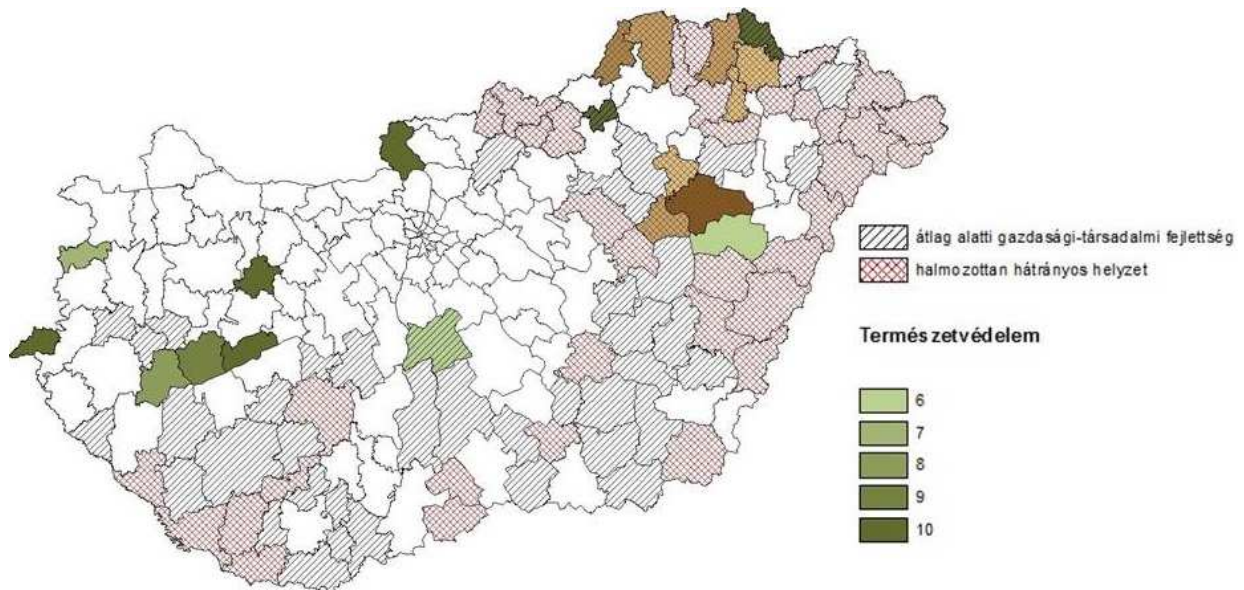 átlag alatti gazdasági-társadalmi fejlettség
halmozottan hátrányos helyzet
Természetvédelem
6
7
8
9
10